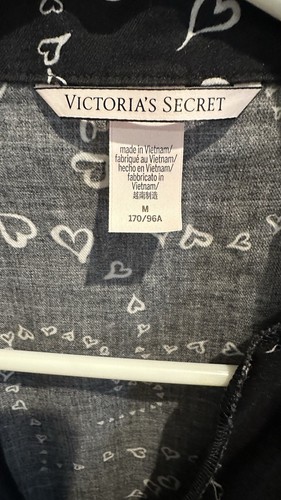 VICTORIA'S SECRET
made in Vietnam/
fabriqué au Vietnam/
hecho en Vietnam/
fabbricato in
Vietnam/
越南制造
M
170/96A